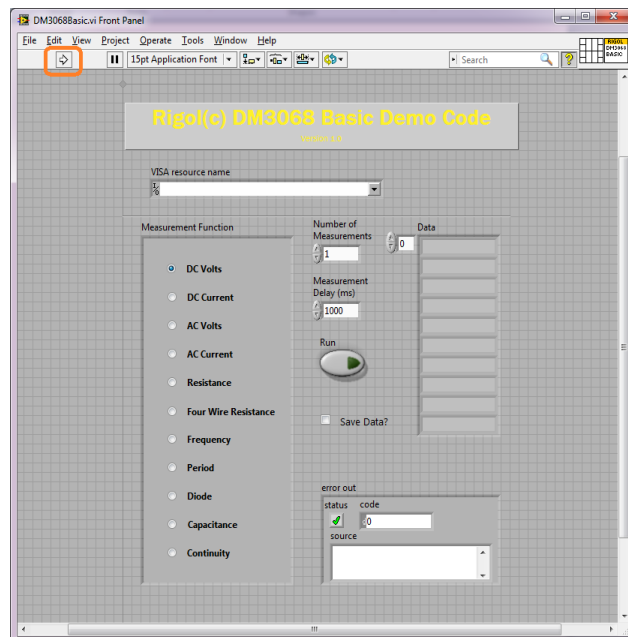 DM3068Basic.vi Front Panel
File Edit View Project Operate Tools Window Help
15pt Application Font
Search
?
RIGOL
DM3068
BASIC
Rigol(c) DM3068 Basic Demo Code
Version 1.0
VISA resource name
Measurement Function
DC Volts
DC Current
AC Volts
AC Current
Resistance
Four Wire Resistance
Frequency
Period
Diode
Capacitance
Continuity
Number of
Measurements
1
Measurement
Delay (ms)
1000
Run
Save Data?
0
Data
error out
status code
0
source